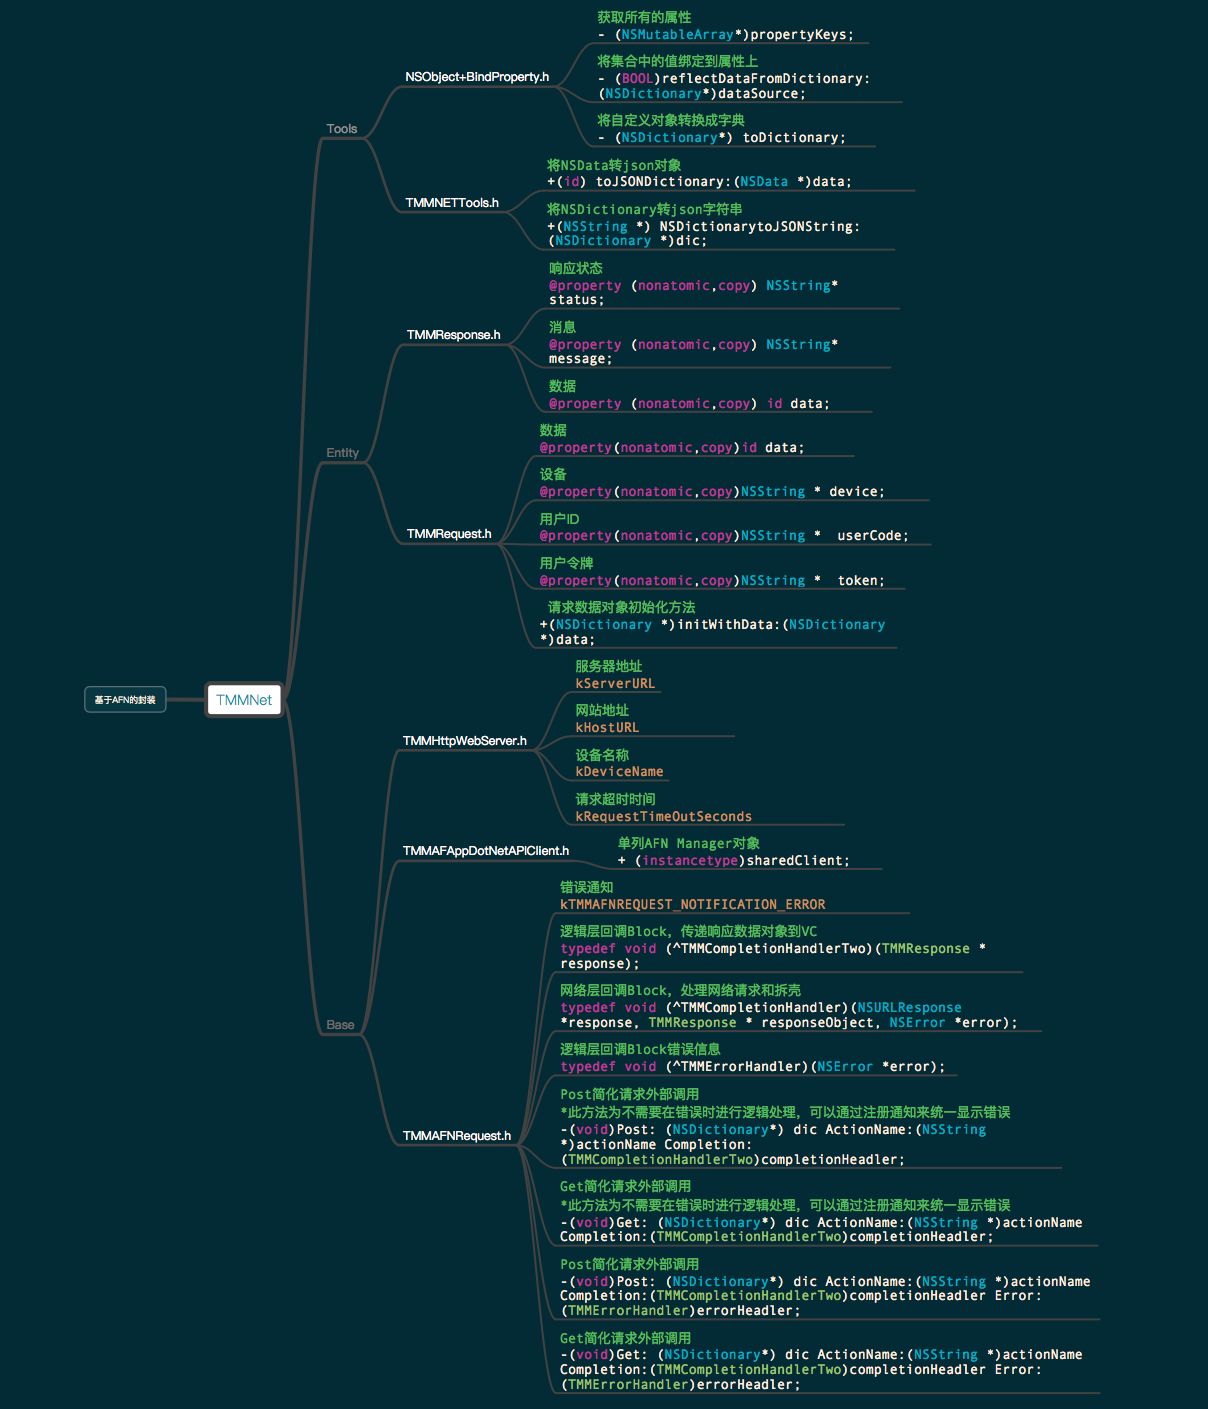 基于AFN的封装
TMMNet
Tools
NSObject+BindProperty.h
获取所有的属性
- (NSMutableArray*)propertyKeys;
将集合中的值绑定到属性上
- (BOOL)reflectDataFromDictionary:
(NSDictionary*)dataSource;
将自定义对象转换成字典
- (NSDictionary*) toDictionary;
TMMNETTools.h
将NSData转json对象
+(id) toJSONDictionary:(NSData *)data;
将NSDictionary转json字符串
+(NSString *) NSDictionarytoJSONString:
(NSDictionary *)dic;
Entity
TMMResponse.h
响应状态
@property (nonatomic,copy) NSString*
status;
消息
@property (nonatomic,copy) NSString*
message;
数据
@property (nonatomic,copy) id data;
TMMRequest.h
数据
@property(nonatomic,copy)id data;
设备
@property(nonatomic,copy)NSString * device;
用户ID
@property(nonatomic,copy)NSString *  userCode;
用户令牌
@property(nonatomic,copy)NSString *  token;
请求数据对象初始化方法
+(NSDictionary *)initWithData:(NSDictionary
*)data;
Base
TMMHttpWebServer.h
服务器地址
kServerURL
网站地址
kHostURL
设备名称
kDeviceName
请求超时时间
kRequestTimeOutSeconds
TMMAFAppDotNetAPIClient.h
单列AFN Manager对象
+ (instancetype)sharedClient;
TMMAFNRequest.h
错误通知
kTMMAFNREQUEST_NOTIFICATION_ERROR
逻辑层回调Block，传递响应数据对象到VC
typedef void (^TMMCompletionHandlerTwo)(TMMResponse *
response);
网络层回调Block，处理网络请求和拆壳
typedef void (^TMMCompletionHandler)(NSURLResponse
*response, TMMResponse * responseObject, NSError *error);
逻辑层回调Block错误信息
typedef void (^TMMErrorHandler)(NSError *error);
Post简化请求外部调用
*此方法为不需要在错误时进行逻辑处理，可以通过注册通知来统一显示错误
-(void)Post: (NSDictionary*) dic ActionName:(NSString
*)actionName Completion:
(TMMCompletionHandlerTwo)completionHeadler;
Get简化请求外部调用
*此方法为不需要在错误时进行逻辑处理，可以通过注册通知来统一显示错误
-(void)Get: (NSDictionary*) dic ActionName:(NSString *)actionName
Completion:(TMMCompletionHandlerTwo)completionHeadler;
Post简化请求外部调用
-(void)Post: (NSDictionary*) dic ActionName:(NSString *)actionName
Completion:(TMMCompletionHandlerTwo)completionHeadler Error:
(TMMErrorHandler)errorHeadler;
Get简化请求外部调用
-(void)Get: (NSDictionary*) dic ActionName:(NSString *)actionName
Completion:(TMMCompletionHandlerTwo)completionHeadler Error:
(TMMErrorHandler)errorHeadler;